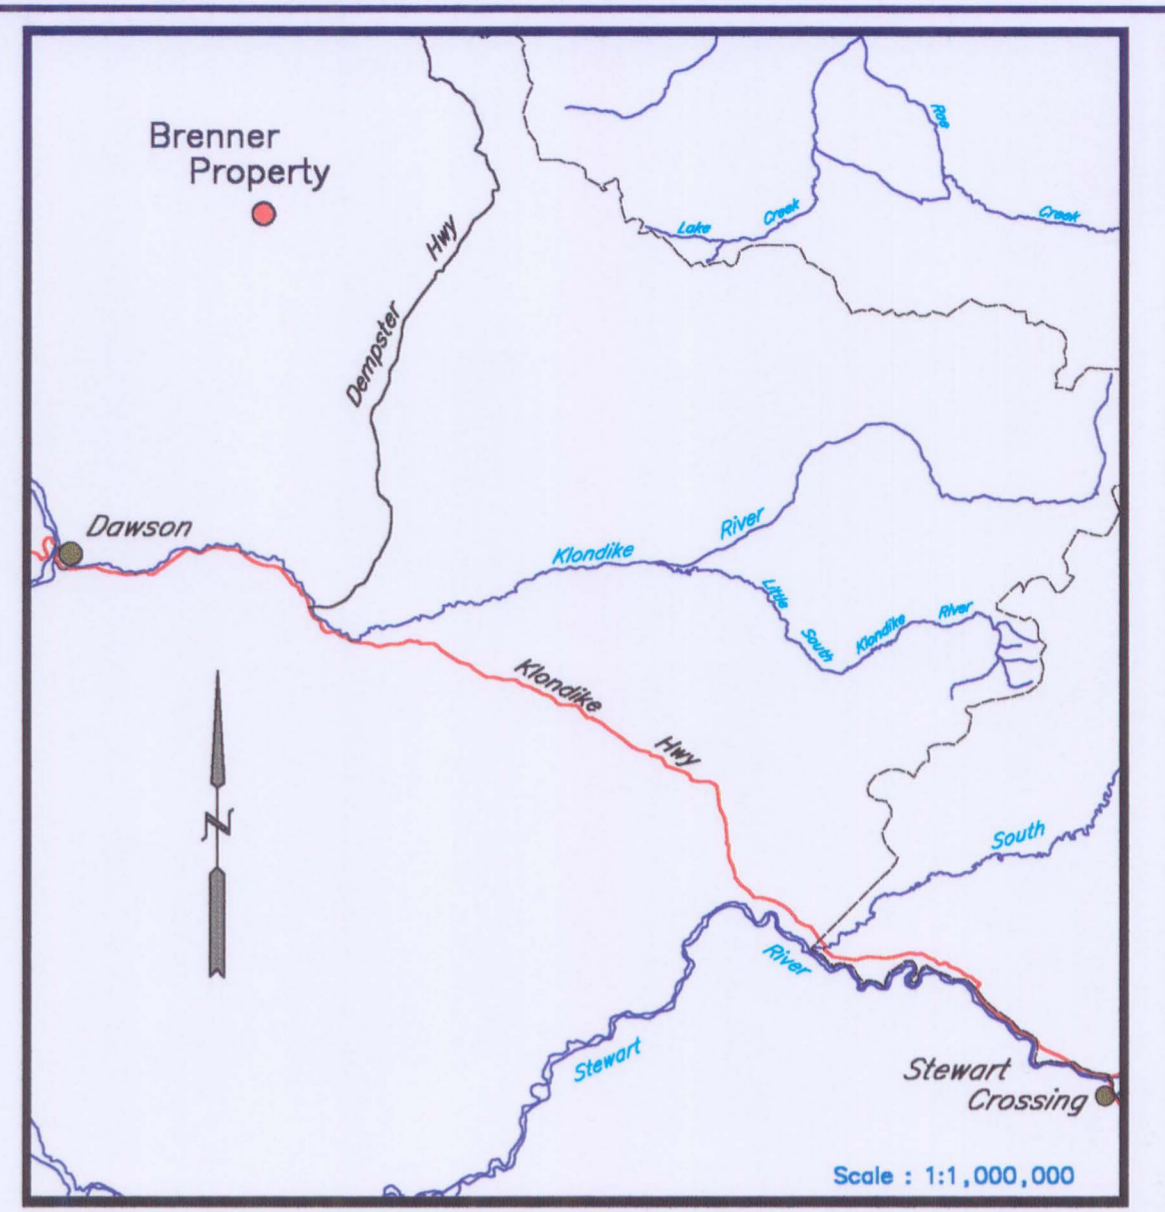 Brenner
Property
Roe
Creek
Lake
Creek
Hwy
Dempster
Dawson
Klondike
River
Little
South
Klondike
River
Klondike
Hwy
N
South
River
Stewart
Stewart
Crossing
Scale : 1:1,000,000